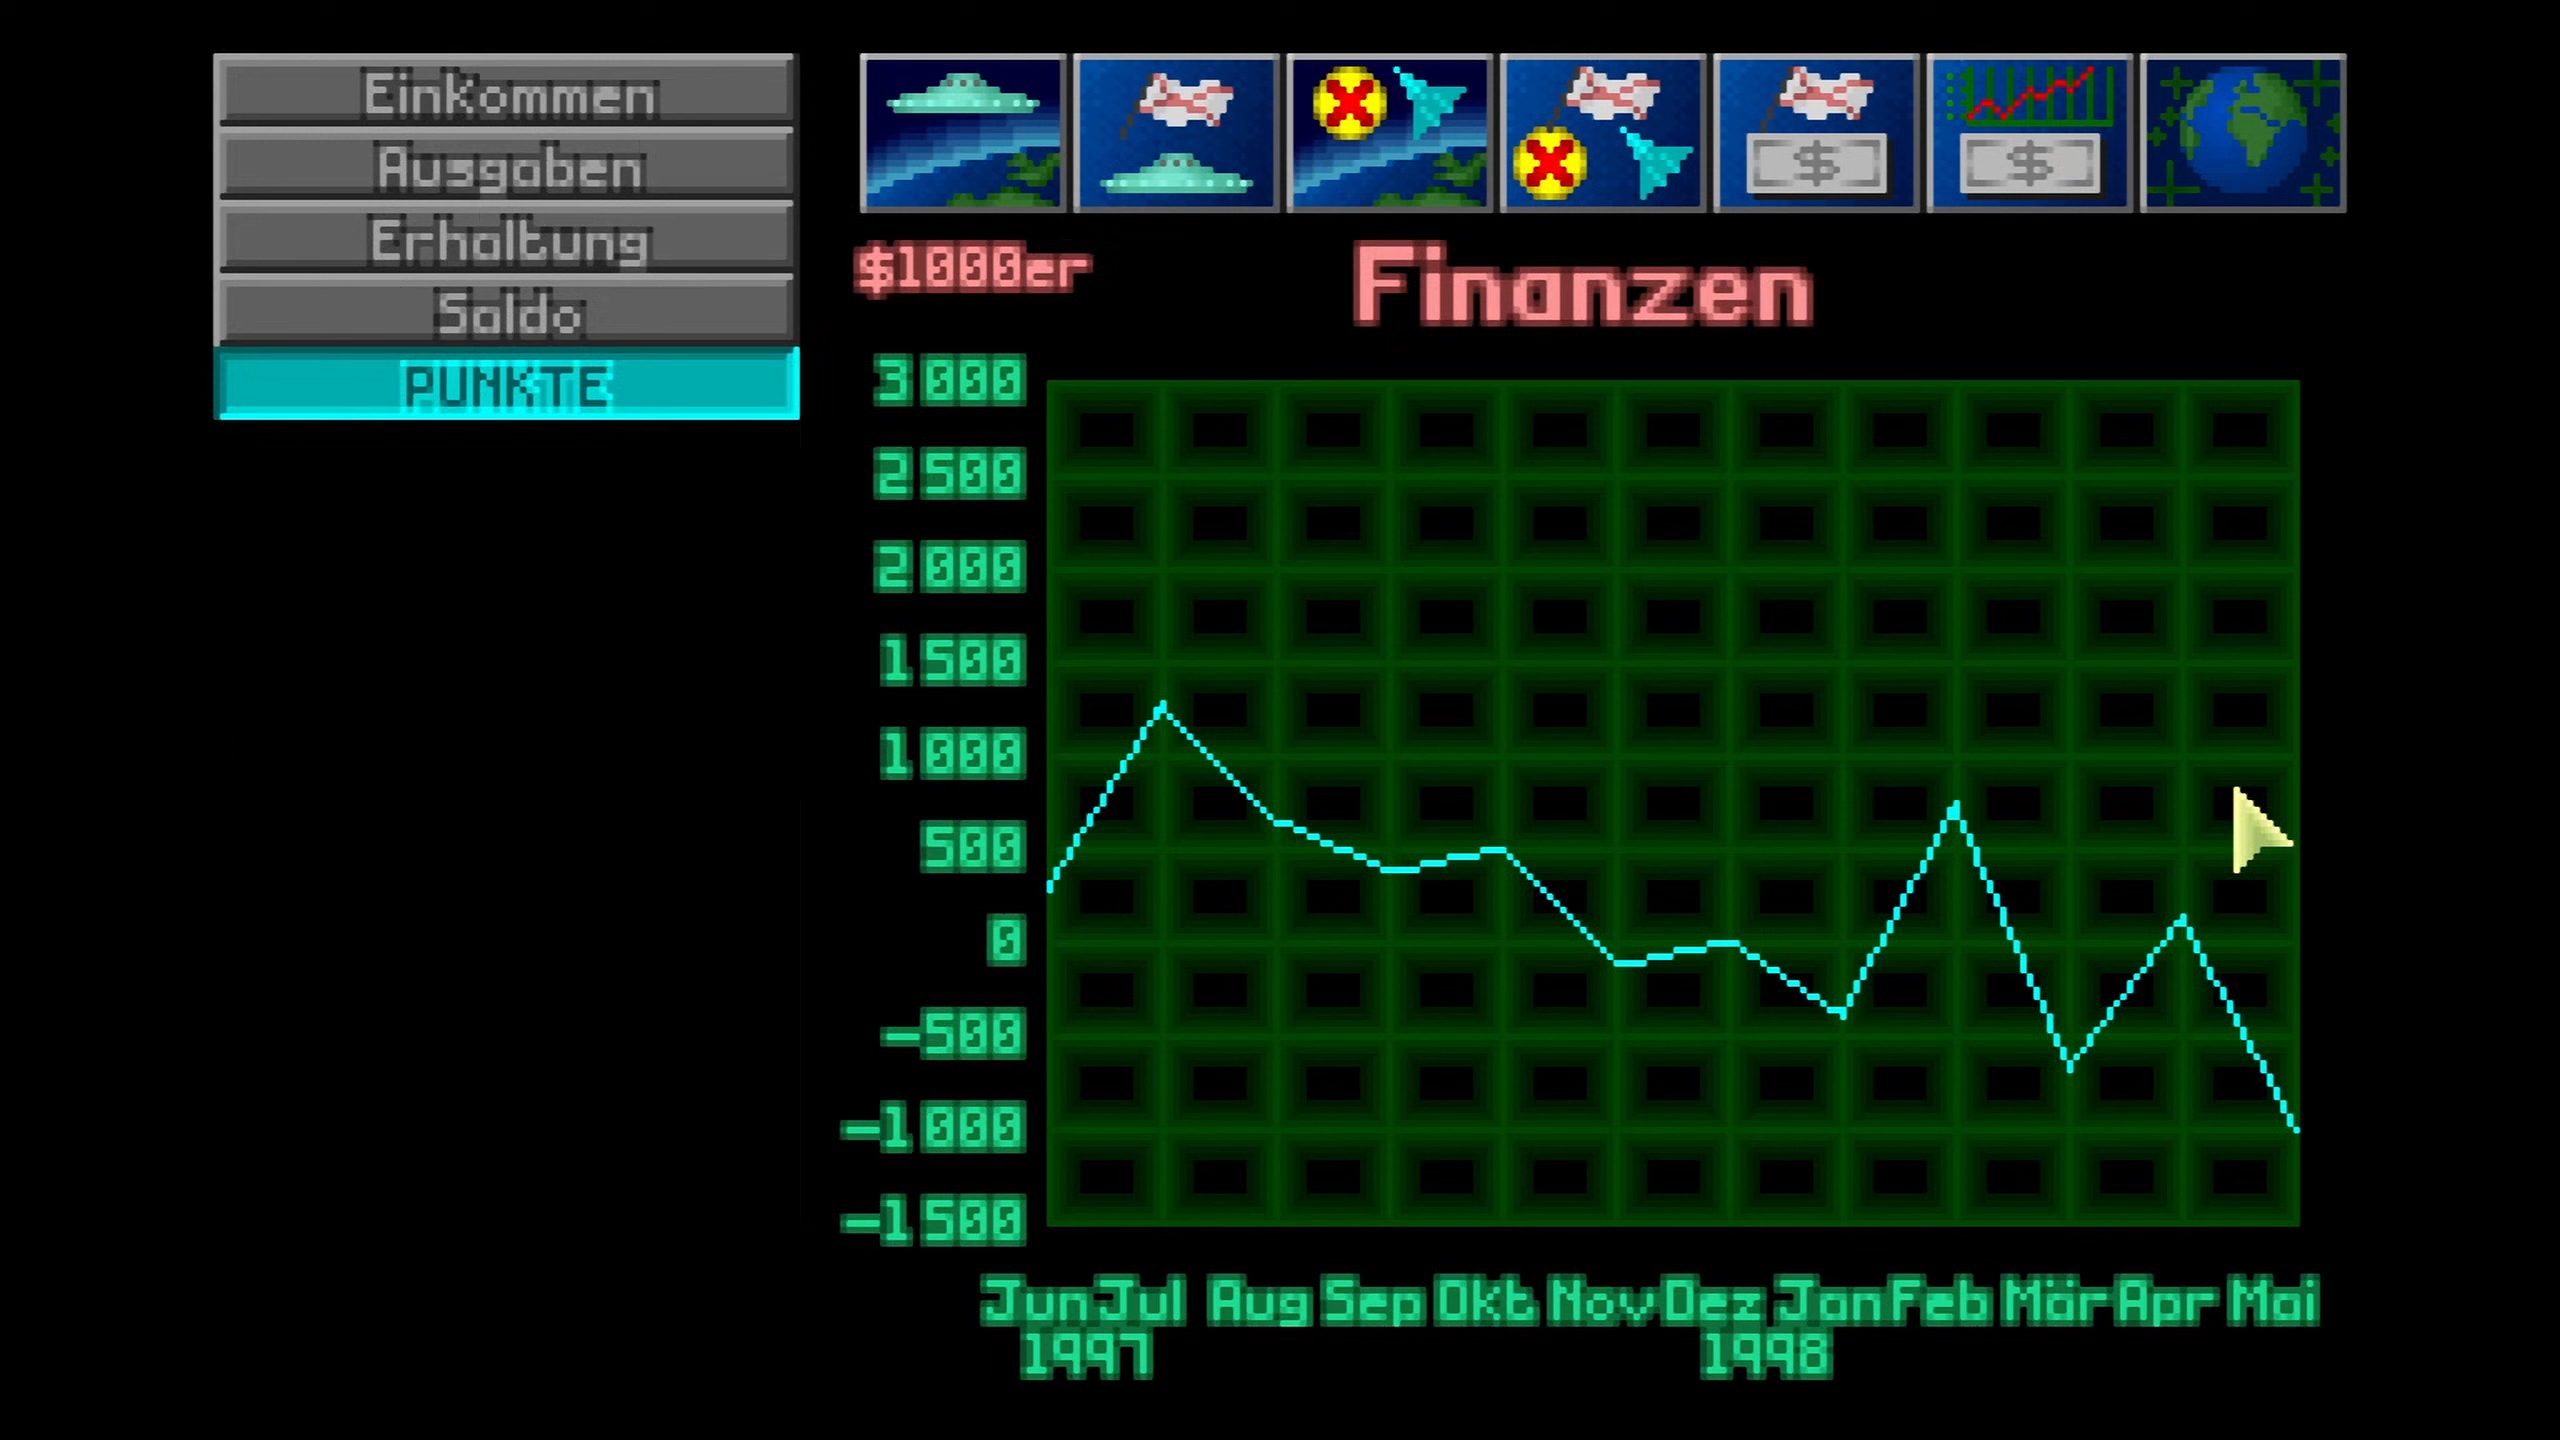 Einkommen
Ausgaben
Erhaltung
Saldo
PUNKTE
$ $
$1000er
Finanzen
3000
2500
2000
1500
1000
500
0
-500
-1000
-1500
Jun Jul Aug Sep Okt Nov Dez Jan Feb Mär Apr Mai
1997 1998